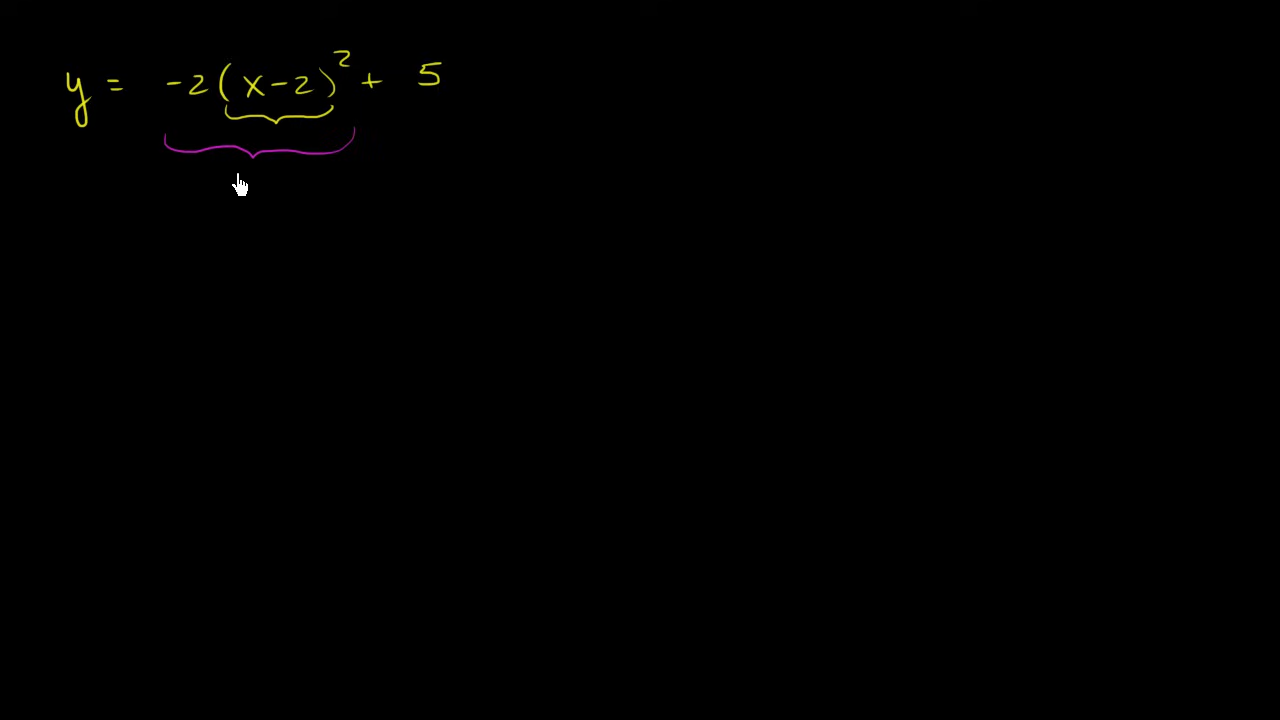 y = -2(x-2)² + 5